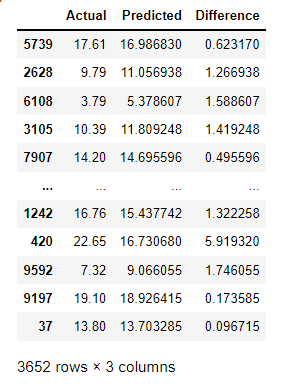 Actual Predicted Difference
5739 17.61 16.986830 0.623170
2628 9.79 11.056938 1.266938
6108 3.79 5.378607 1.588607
3105 10.39 11.809248 1.419248
7907 14.20 14.695596 0.495596
... ... ... ...
1242 16.76 15.437742 1.322258
420 22.65 16.730680 5.919320
9592 7.32 9.066055 1.746055
9197 19.10 18.926415 0.173585
37 13.80 13.703285 0.096715
3652 rows × 3 columns